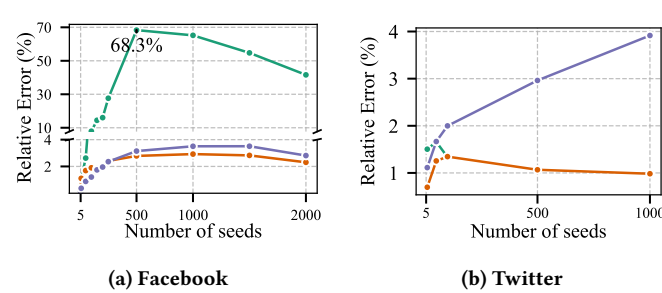 70
50
30
10
4
2
Relative Error (%)
68.3%
5 500 1000 2000
Number of seeds
(a) Facebook
4
3
2
1
Relative Error (%)
5 500 1000
Number of seeds
(b) Twitter